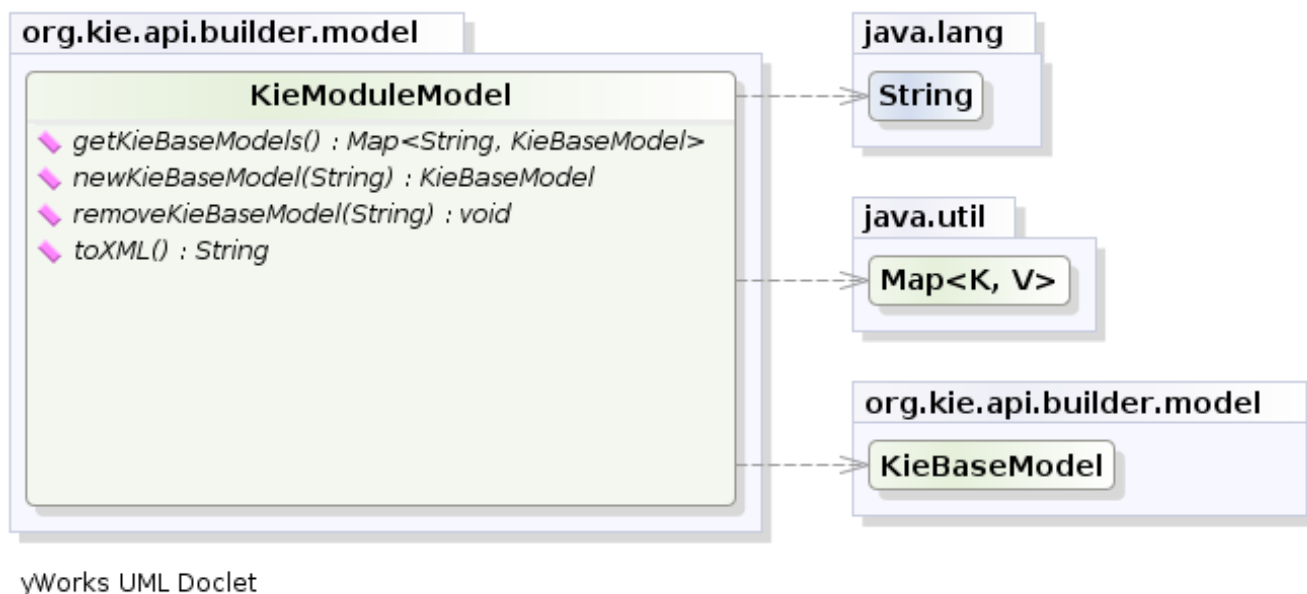 org.kie.api.builder.model
KieModuleModel
getKieBaseModels() : Map<String, KieBaseModel>
newKieBaseModel(String) : KieBaseModel
removeKieBaseModel(String) : void
toXML() : String
java.lang
String
java.util
Map<K, V>
org.kie.api.builder.model
KieBaseModel
yWorks UML Doclet